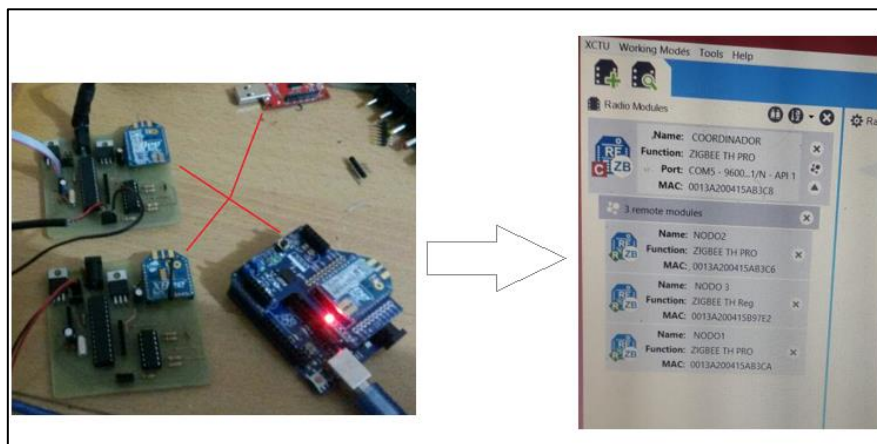 XCTU Working Modes Tools Help
Radio Modules
Name: COORDINADOR
Function: ZIGBEE TH PRO
Port: COM5 - 9600...1/N - API 1
MAC: 0013A200415AB3C8
3 remote modules
Name: NODO2
Function: ZIGBEE TH PRO
MAC: 0013A200415AB3C6
Name: NODO 3
Function: ZIGBEE TH Reg
MAC: 0013A200415B97E2
Name: NODO1
Function: ZIGBEE TH PRO
MAC: 0013A200415AB3CA